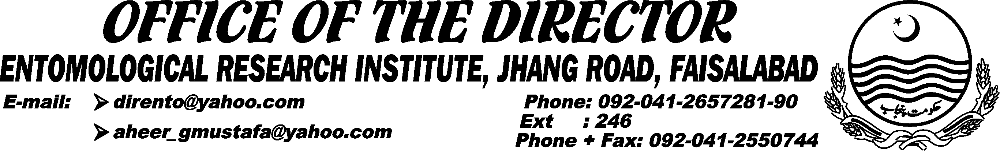 OFFICE OF THE DIRECTOR
ENTOMOLOGICAL RESEARCH INSTITUTE, JHANG ROAD, FAISALABAD
E-mail: ➢ dirento@yahoo.com
➢ aheer_gmustafa@yahoo.com
Phone: 092-041-2657281-90
Ext : 246
Phone + Fax: 092-041-2550744
حکومت پنجاب